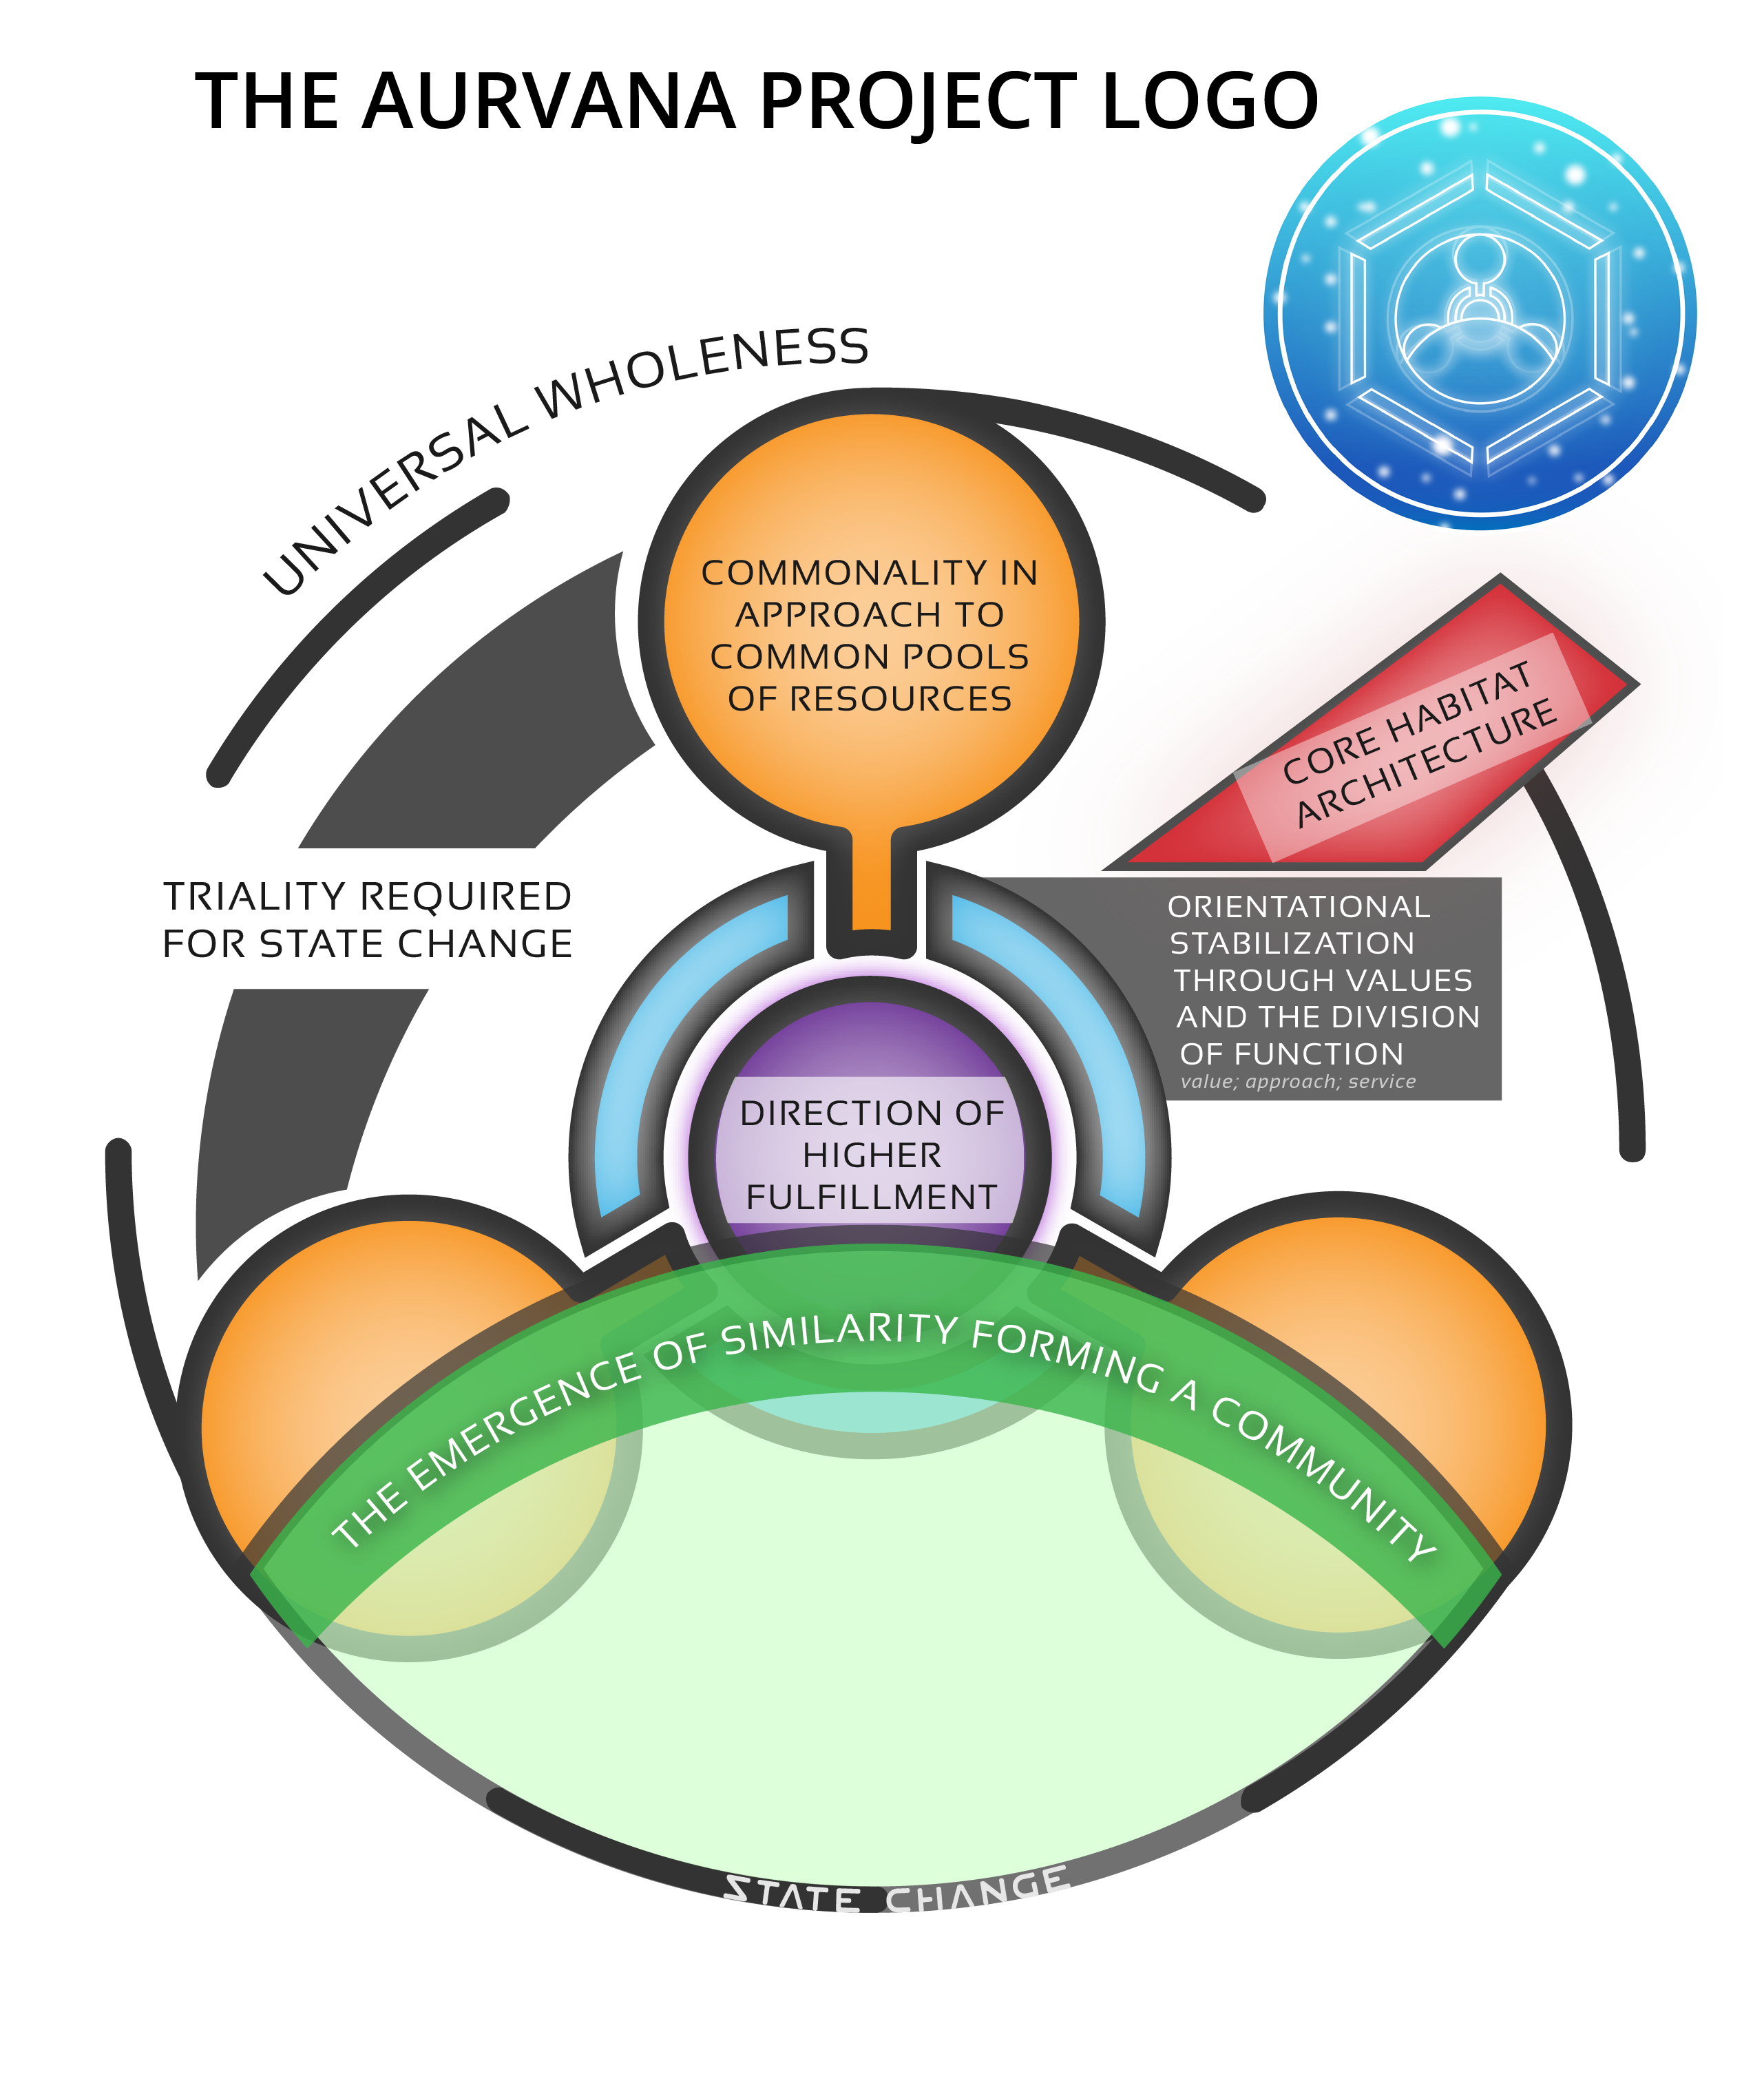 THE AURVANA PROJECT LOGO
UNIVERSAL WHOLENESS
COMMONALITY IN
APPROACH TO
COMMON POOLS
OF RESOURCES
CORE HABITAT
ARCHITECTURE
TRIALITY REQUIRED
FOR STATE CHANGE
ORIENTATIONAL
STABILIZATION
THROUGH VALUES
AND THE DIVISION
OF FUNCTION
value; approach; service
DIRECTION OF
HIGHER
FULFILLMENT
THE EMERGENCE OF SIMILARITY FORMING A COMMUNITY
STATE CHANGE